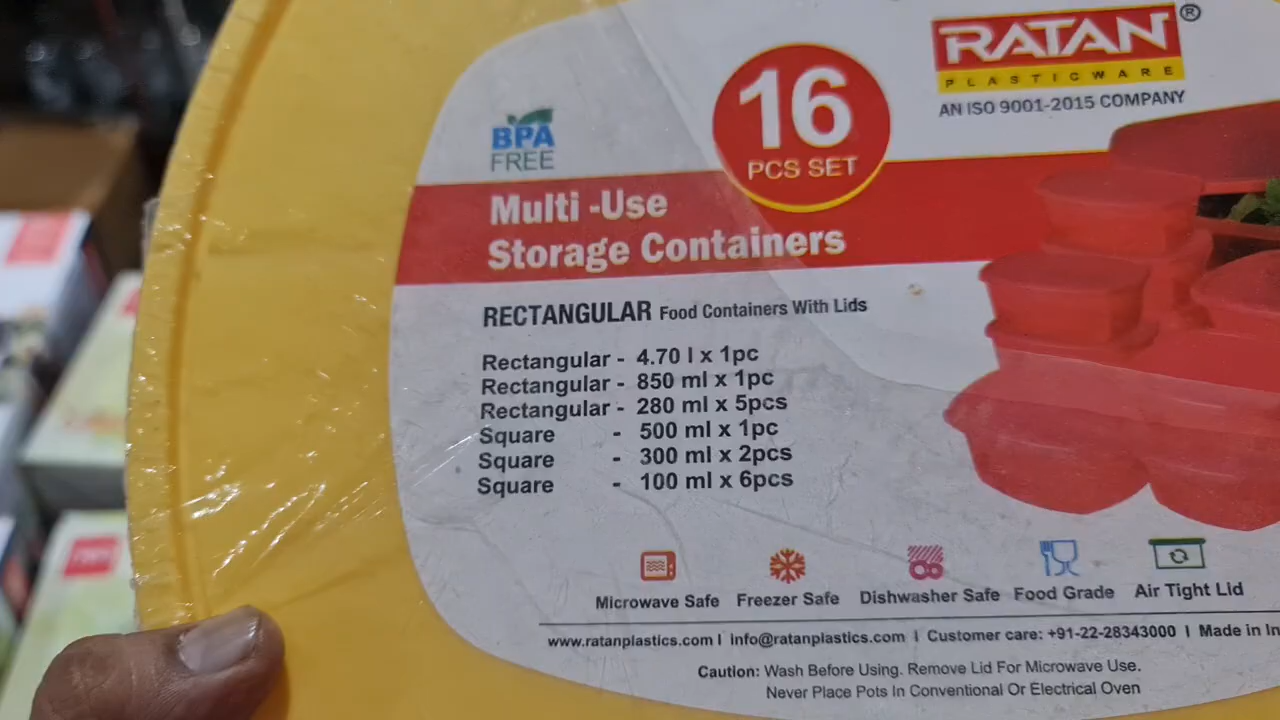 RATAN®
PLASTICWARE
AN ISO 9001-2015 COMPANY
16
PCS SET
BPA
FREE
Multi -Use
Storage Containers
RECTANGULAR Food Containers With Lids
Rectangular - 4.70 l x 1pc
Rectangular - 850 ml x 1pc
Rectangular - 280 ml x 5pcs
Square - 500 ml x 1pc
Square - 300 ml x 2pcs
Square - 100 ml x 6pcs
Microwave Safe Freezer Safe Dishwasher Safe Food Grade Air Tight Lid
www.ratanplastics.com I info@ratanplastics.com I Customer care: +91-22-28343000 I Made in In
Caution: Wash Before Using. Remove Lid For Microwave Use.
Never Place Pots In Conventional Or Electrical Oven